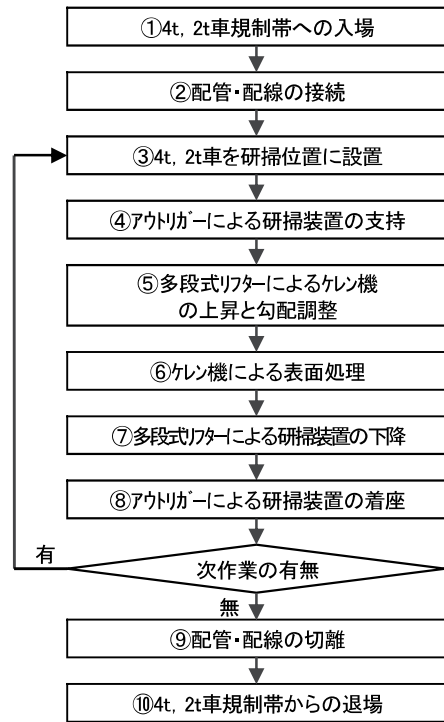 ①4t, 2t車規制帯への入場
②配管・配線の接続
③4t, 2t車を研掃位置に設置
④アウトリガーによる研掃装置の支持
⑤多段式リフターによるケレン機
の上昇と勾配調整
⑥ケレン機による表面処理
⑦多段式リフターによる研掃装置の下降
⑧アウトリガーによる研掃装置の着座
有
次作業の有無
無
⑨配管・配線の切離
⑩4t, 2t車規制帯からの退場